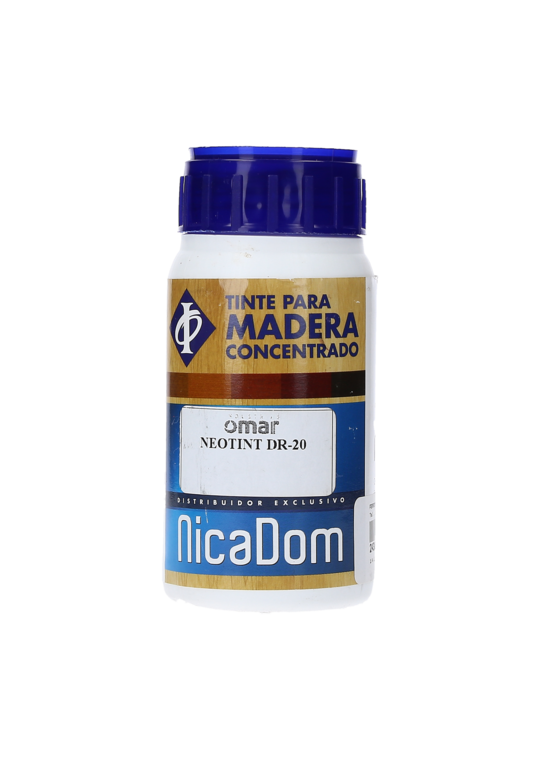 TINTE PARA
MADERA
CONCENTRADO
omar
NEOTINT DR-20
DISTRIBUIDOR EXCLUSIVO
NicaDom